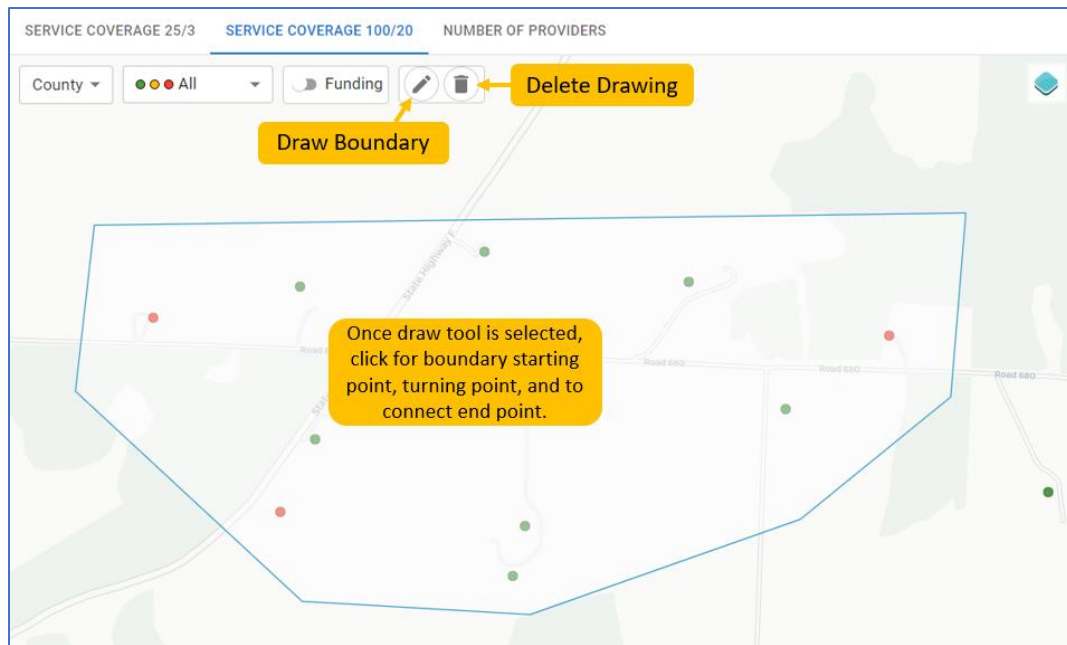 SERVICE COVERAGE 25/3 SERVICE COVERAGE 100/20 NUMBER OF PROVIDERS
County All Funding Delete Drawing
Draw Boundary
State Highway F
Once draw tool is selected,
click for boundary starting
point, turning point, and to
connect end point.
Road 680
Road 680
Road 680